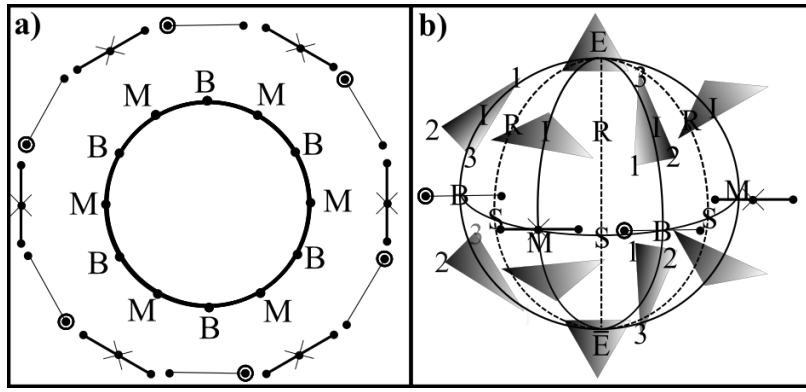 a)
B
M M
B B
M M
B B
M M
B
b)
E
1 3
I I
2 R I R I R
3 1 2
B M
S S
3 M S B
2 1 2
3
E̅